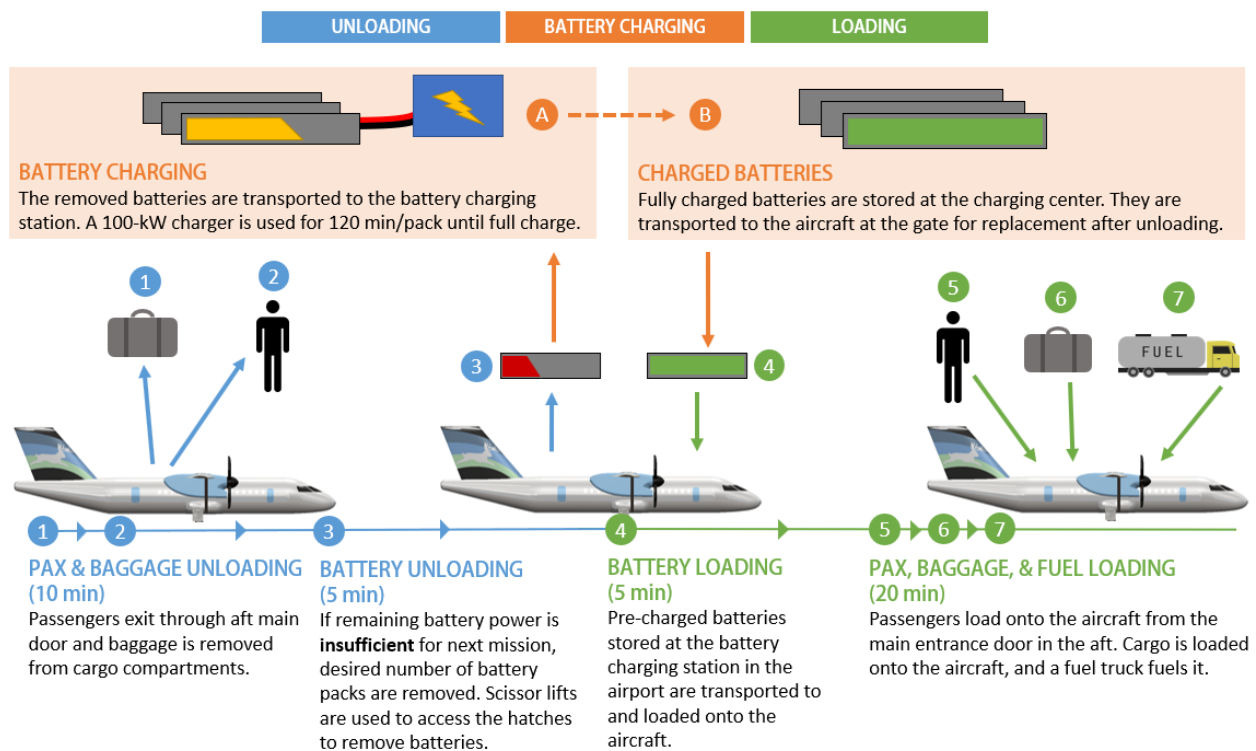 UNLOADING
BATTERY CHARGING
LOADING
A
B
BATTERY CHARGING
The removed batteries are transported to the battery charging
station. A 100-kW charger is used for 120 min/pack until full charge.
CHARGED BATTERIES
Fully charged batteries are stored at the charging center. They are
transported to the aircraft at the gate for replacement after unloading.
1
2
3
4
5
6
7
FUEL
1
2
3
4
5
6
7
PAX & BAGGAGE UNLOADING
(10 min)
Passengers exit through aft main
door and baggage is removed
from cargo compartments.
BATTERY UNLOADING
(5 min)
If remaining battery power is
insufficient for next mission,
desired number of battery
packs are removed. Scissor lifts
are used to access the hatches
to remove batteries.
BATTERY LOADING
(5 min)
Pre-charged batteries
stored at the battery
charging station in the
airport are transported to
and loaded onto the
aircraft.
PAX, BAGGAGE, & FUEL LOADING
(20 min)
Passengers load onto the aircraft from the
main entrance door in the aft. Cargo is loaded
onto the aircraft, and a fuel truck fuels it.